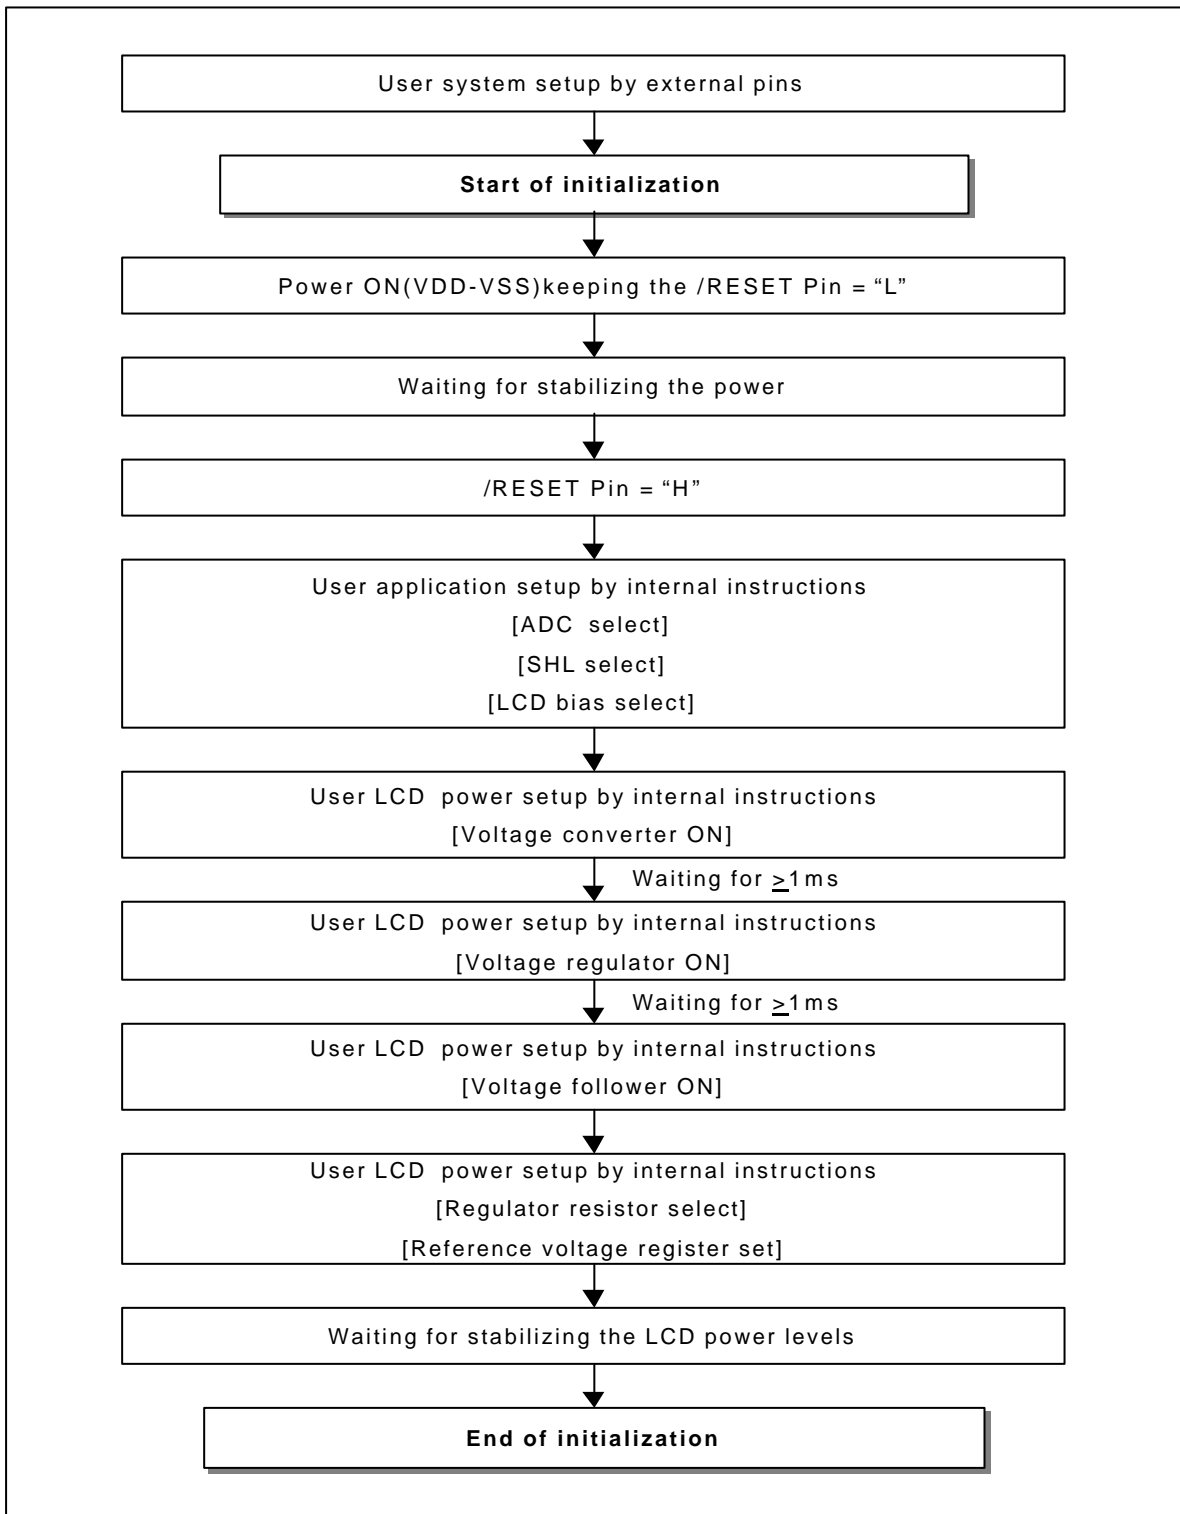 User system setup by external pins
Start of initialization
Power ON(VDD-VSS)keeping the /RESET Pin = “L”
Waiting for stabilizing the power
/RESET Pin = “H”
User application setup by internal instructions
[ADC select]
[SHL select]
[LCD bias select]
User LCD power setup by internal instructions
[Voltage converter ON]
Waiting for ≥1ms
User LCD power setup by internal instructions
[Voltage regulator ON]
Waiting for ≥1ms
User LCD power setup by internal instructions
[Voltage follower ON]
User LCD power setup by internal instructions
[Regulator resistor select]
[Reference voltage register set]
Waiting for stabilizing the LCD power levels
End of initialization